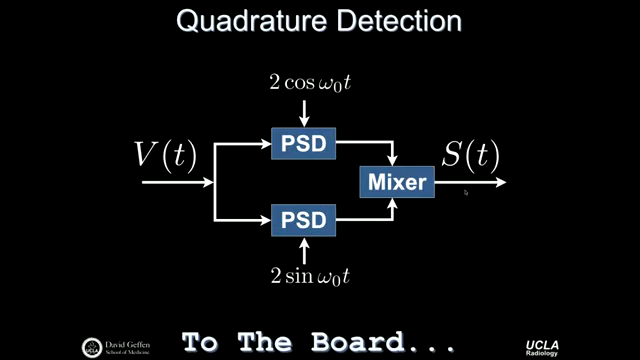 Quadrature Detection
2 cos ω₀t
PSD
V(t)
S(t)
Mixer
PSD
2 sin ω₀t
David Geffen
School of Medicine
UCLA
To The Board...
UCLA
Radiology